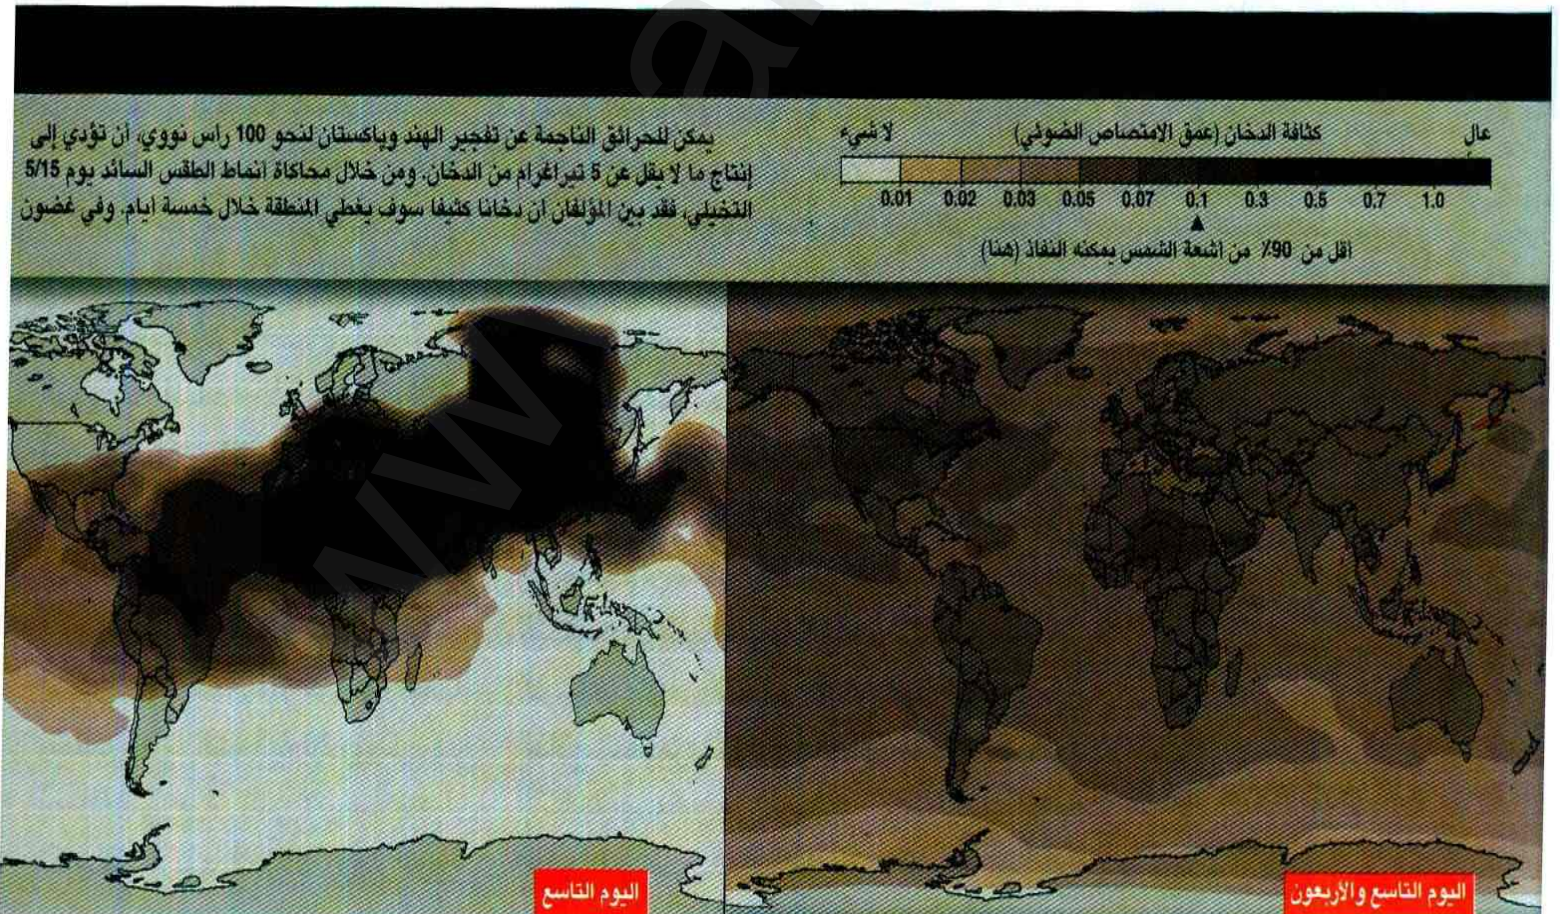 يمكن للحرائق الناجمة عن تفجير الهند وباكستان لنحو 100 رأس نووي، أن تؤدي إلى
إنتاج ما لا يقل عن 5 تيراغرام من الدخان. ومن خلال محاكاة أنماط الطقس السائد يوم 5/15
التخيلي، فقد بين المؤلفان أن دخانا كثيفا سوف يغطي المنطقة خلال خمسة أيام. وفي غضون
عالٍ كثافة الدخان (عمق الامتصاص الضوئي) لا شيء
0.01 0.02 0.03 0.05 0.07 0.1 0.3 0.5 0.7 1.0
أقل من 90٪ من أشعة الشمس يمكنه النفاذ (هنا)
اليوم التاسع
اليوم التاسع والأربعون